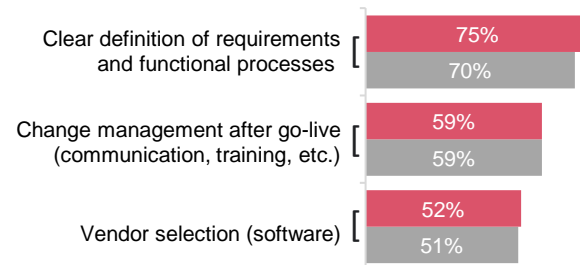 Clear definition of requirements
and functional processes
75%
70%
Change management after go-live
(communication, training, etc.)
59%
59%
Vendor selection (software)
52%
51%